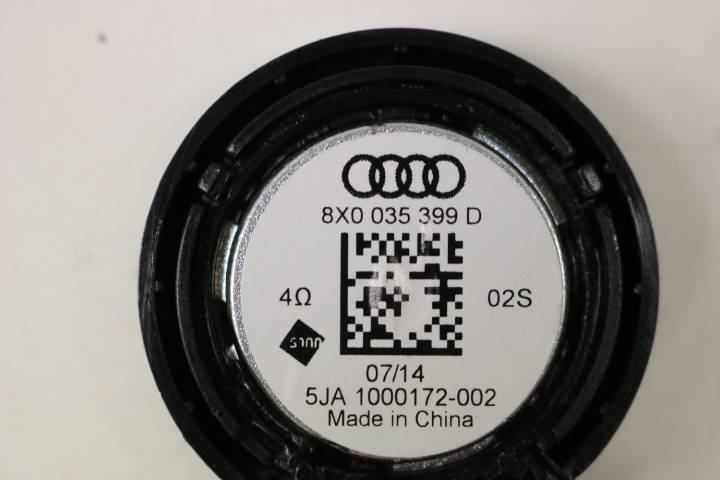 8X0 035 399 D
4Ω
02S
07/14
5JA 1000172-002
Made in China